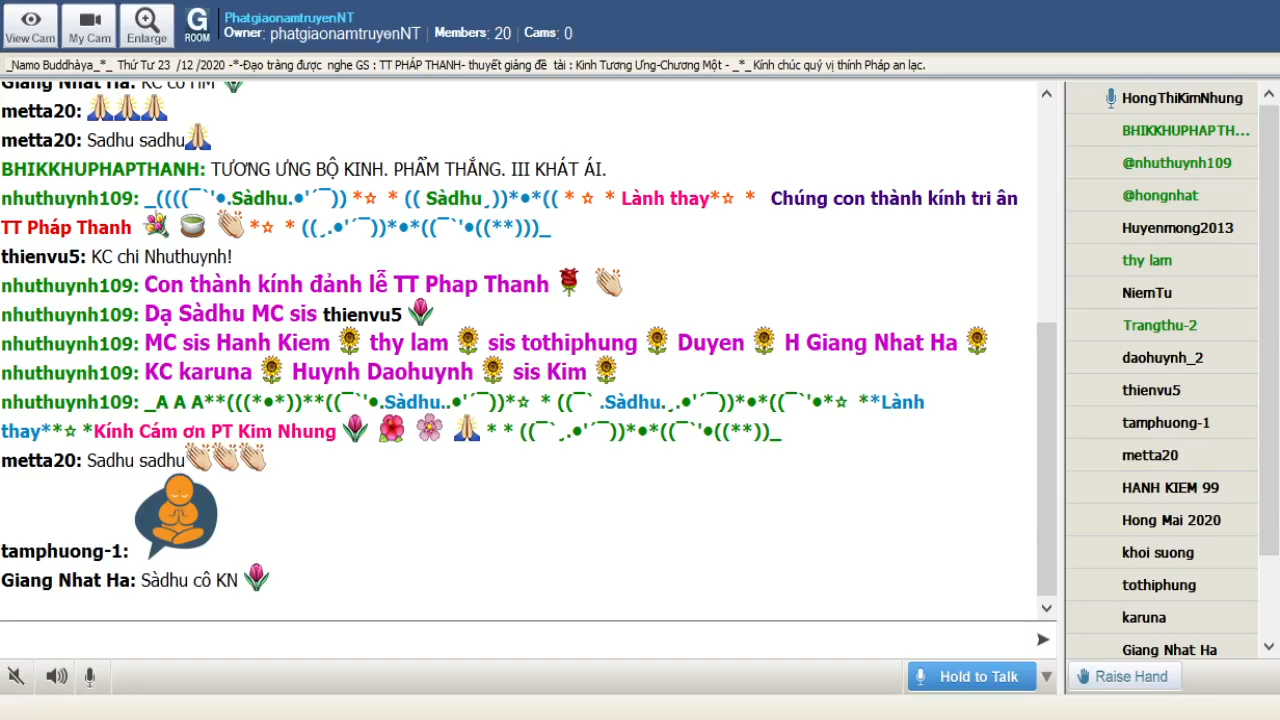 View Cam
My Cam
Enlarge
G
ROOM
PhatgiaonamtruyenNT
Owner: phatgiaonamtruyenNT | Members: 20 | Cams: 0
_Namo Buddhàya_*_ Thứ Tư 23 /12 /2020 -*-Đạo tràng được nghe GS : TT PHÁP THANH- thuyết giảng đề tài : Kinh Tương Ưng-Chương Một - _*_Kính chúc quý vị thính Pháp an lạc.
Giang Nhat Ha: KC cô HM
metta20:
metta20: Sadhu sadhu
BHIKKHUPHAPTHANH: TƯƠNG ƯNG BỘ KINH. PHẨM THẮNG. III KHÁT ÁI.
nhuthuynh109: _((((¯`'•.Sàdhu.•'´¯)) *☆ * (( Sàdhu¸))*•*(( * ☆ * Lành thay*☆ * Chúng con thành kính tri ân
TT Pháp Thanh *☆ * ((¸.•'´¯))*•*((¯`'•((**)))_
thienvu5: KC chi Nhuthuynh!
nhuthuynh109: Con thành kính đảnh lễ TT Phap Thanh
nhuthuynh109: Dạ Sàdhu MC sis thienvu5
nhuthuynh109: MC sis Hanh Kiem thy lam sis tothiphung Duyen H Giang Nhat Ha
nhuthuynh109: KC karuna Huynh Daohuynh sis Kim
nhuthuynh109: _A A A**(((*•*))**((¯`'•.Sàdhu..•'´¯))*☆ * ((¯` .Sàdhu.¸.•'´¯))*•*((¯`'•*☆ **Lành
thay**☆ *Kính Cám ơn PT Kim Nhung * * ((¯`¸.•'´¯))*•*((¯`'•((**))_
metta20: Sadhu sadhu
tamphuong-1:
Giang Nhat Ha: Sàdhu cô KN
Hold to Talk
HongThiKimNhung
BHIKKHUPHAPTH...
@nhuthuynh109
@hongnhat
Huyenmong2013
thy lam
NiemTu
Trangthu-2
daohuynh_2
thienvu5
tamphuong-1
metta20
HANH KIEM 99
Hong Mai 2020
khoi suong
tothiphung
karuna
Giang Nhat Ha
Raise Hand